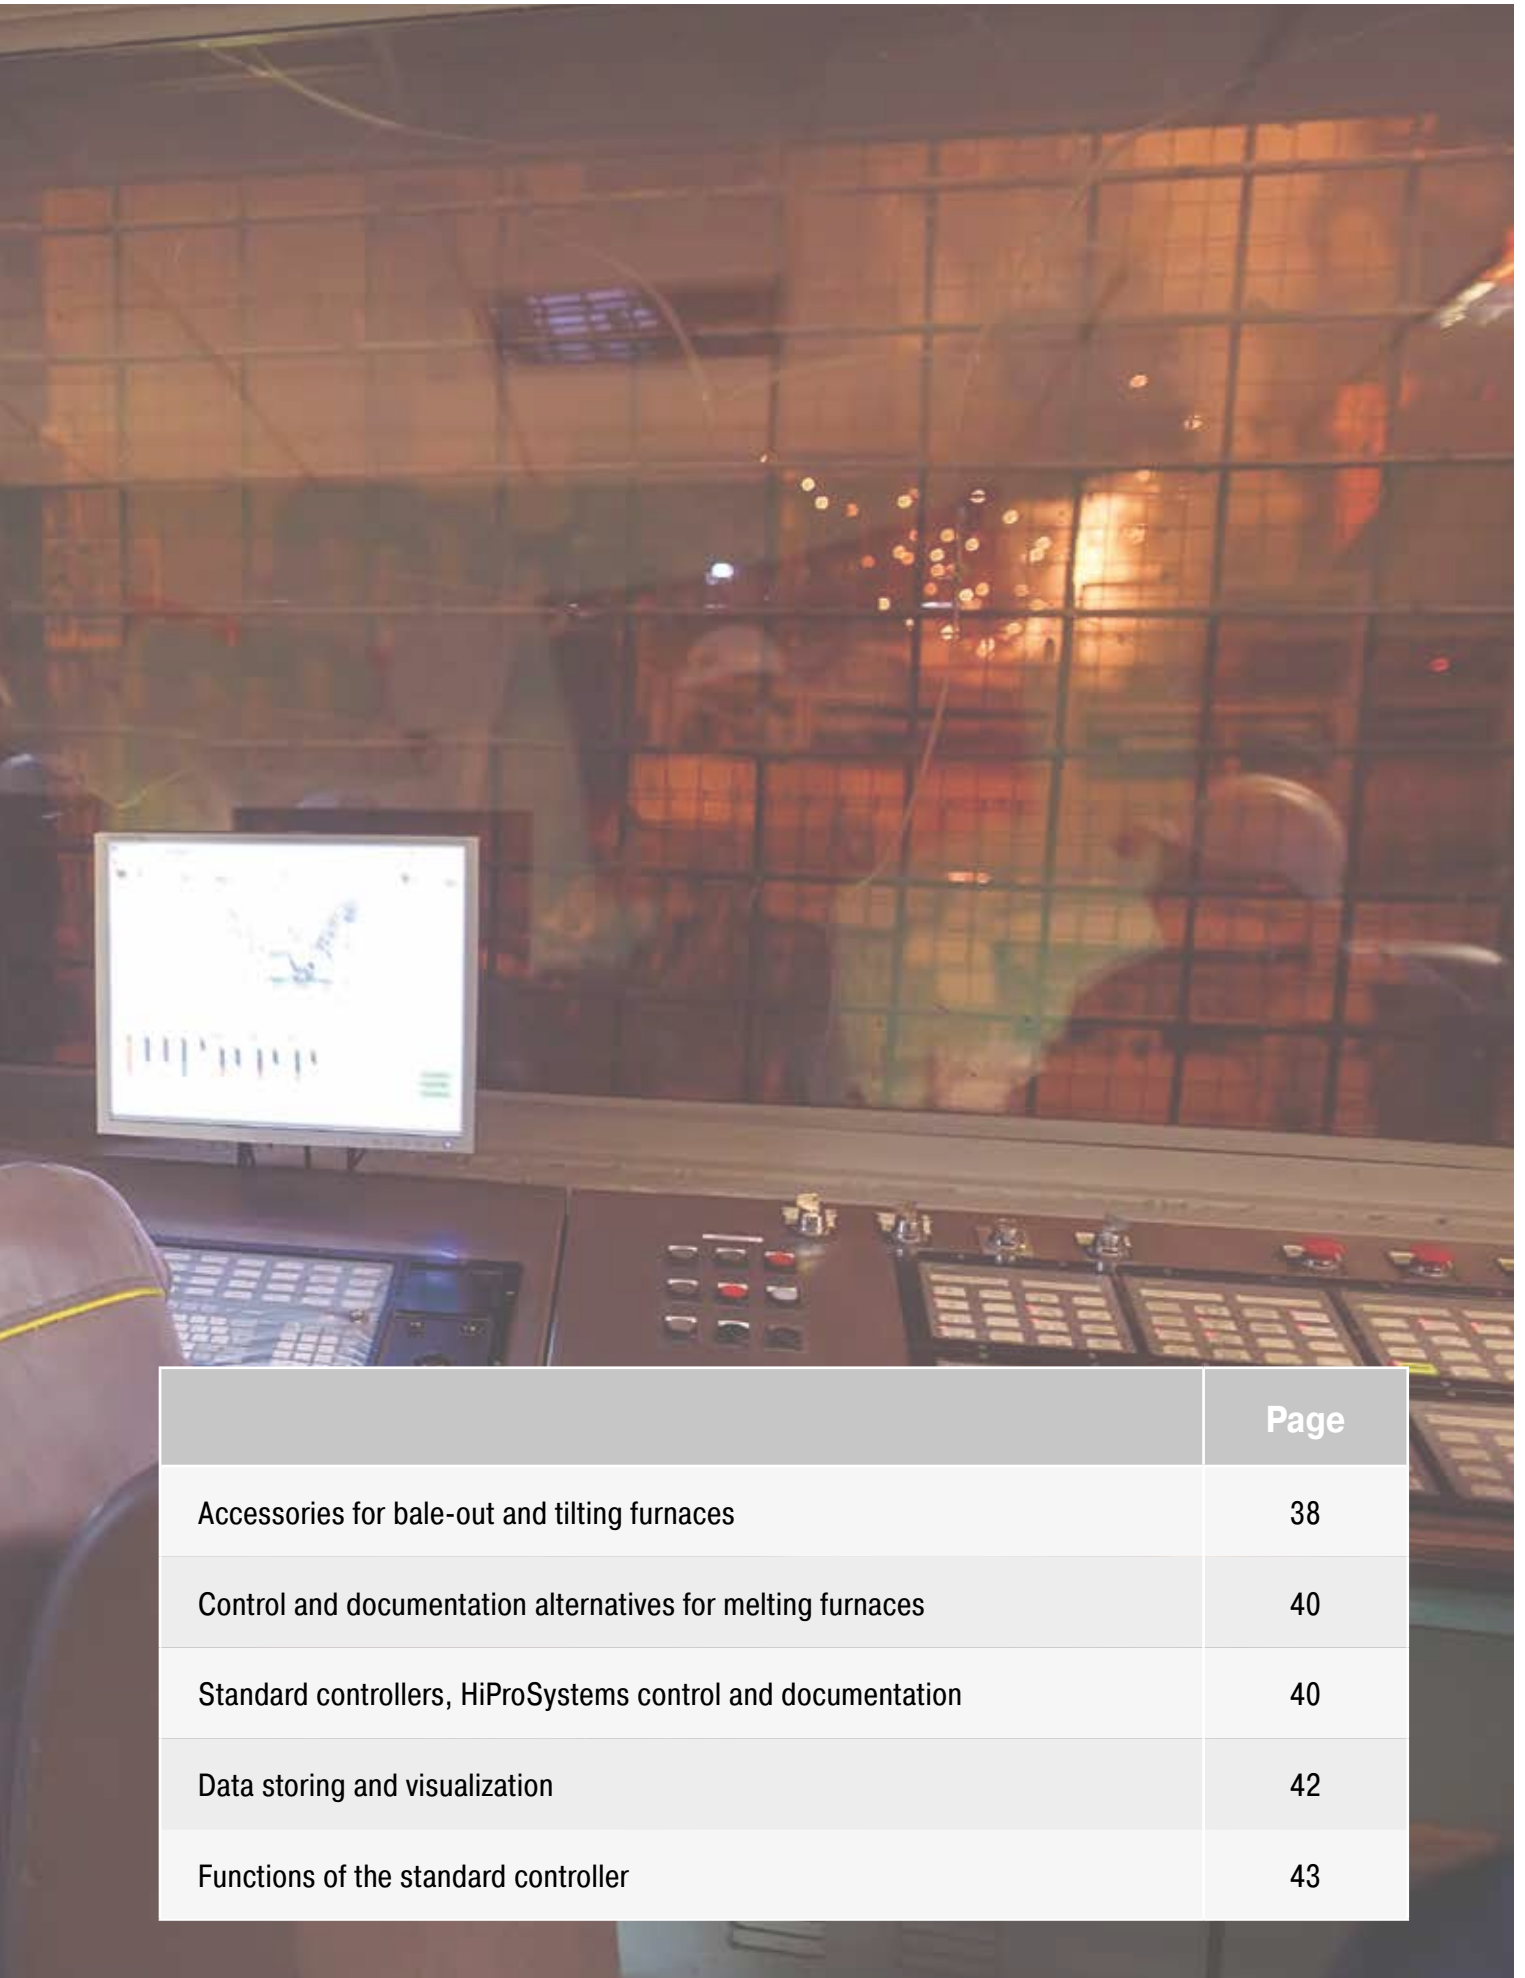 Page
Accessories for bale-out and tilting furnaces 38
Control and documentation alternatives for melting furnaces 40
Standard controllers, HiProSystems control and documentation 40
Data storing and visualization 42
Functions of the standard controller 43